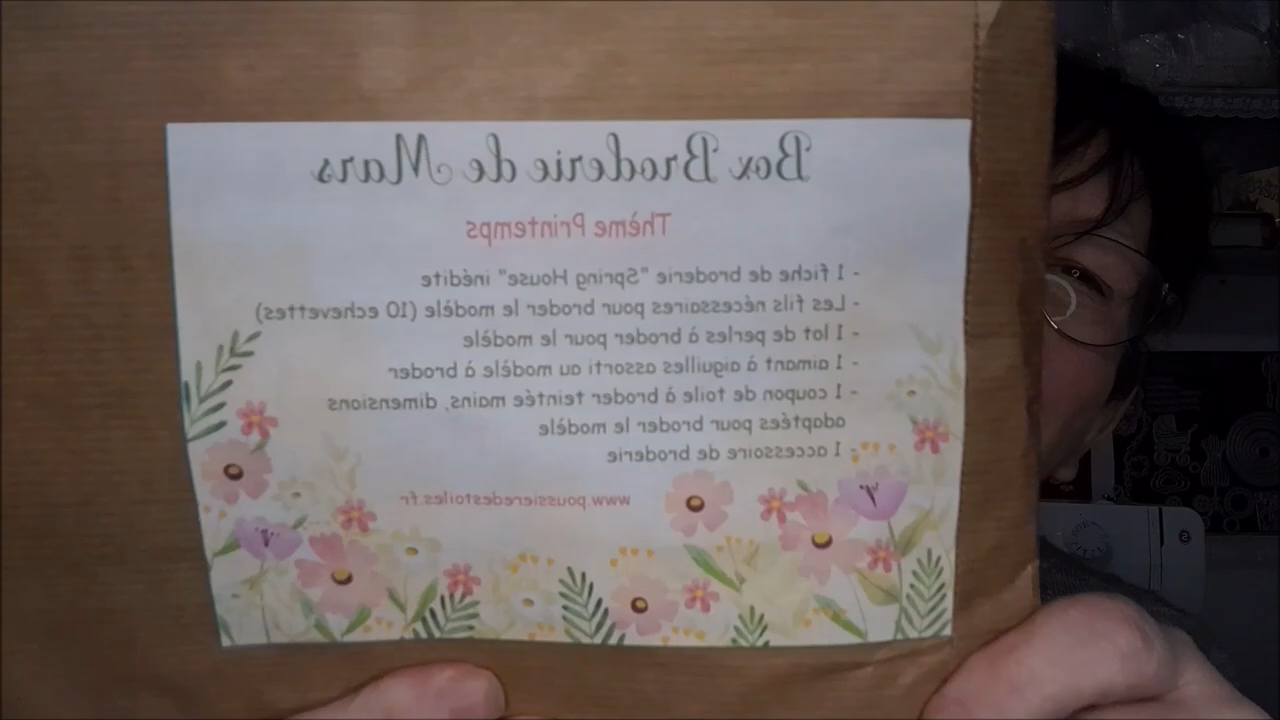 Box Broderie de Mars
Thème Printemps
- 1 fiche de broderie "Spring House" inédite
- Les fils nécessaires pour broder le modèle (10 echevettes)
- 1 lot de perles à broder pour le modèle
- 1 aimant à aiguilles assorti au modèle à broder
- 1 coupon de toile à broder teintée mains, dimensions
adaptées pour broder le modèle
- 1 accessoire de broderie
www.poussieredestoiles.fr